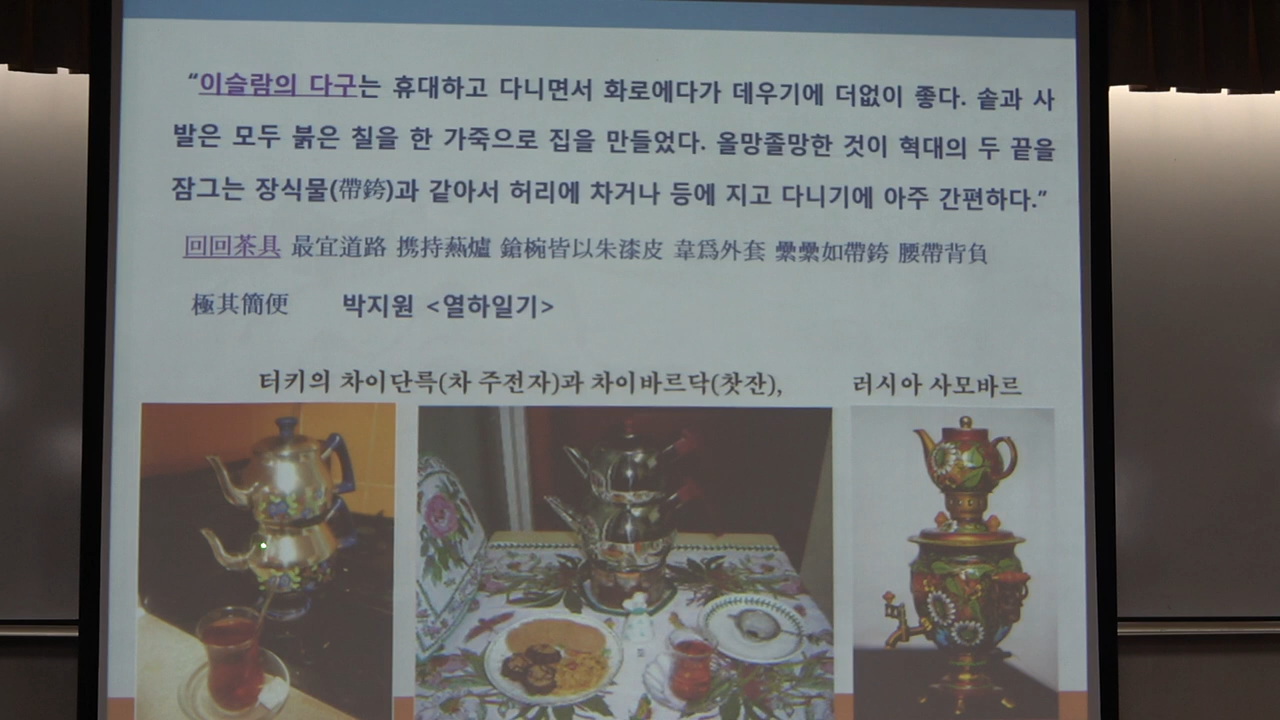 “이슬람의 다구는 휴대하고 다니면서 화로에다가 데우기에 더없이 좋다. 솥과 사
발은 모두 붉은 칠을 한 가죽으로 집을 만들었다. 올망졸망한 것이 혁대의 두 끝을
잠그는 장식물(帶銙)과 같아서 허리에 차거나 등에 지고 다니기에 아주 간편하다.”
回回茶具 最宜道路 携持爇爐 鎗椀皆以朱漆皮 韋爲外套 纍纍如帶銙 腰帶背負
極其簡便 박지원 <열하일기>
터키의 차이단륵(차 주전자)과 차이바르닥(찻잔), 러시아 사모바르